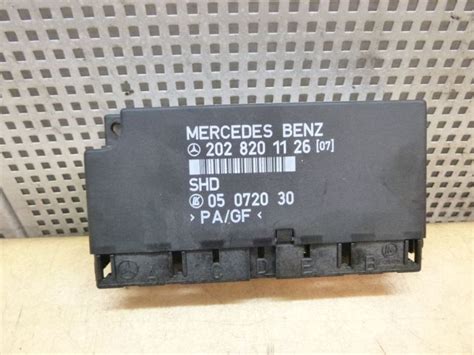 MERCEDES BENZ
202 820 11 26 [07]
SHD
05 0720 30
> PA/GF <
A C D E B